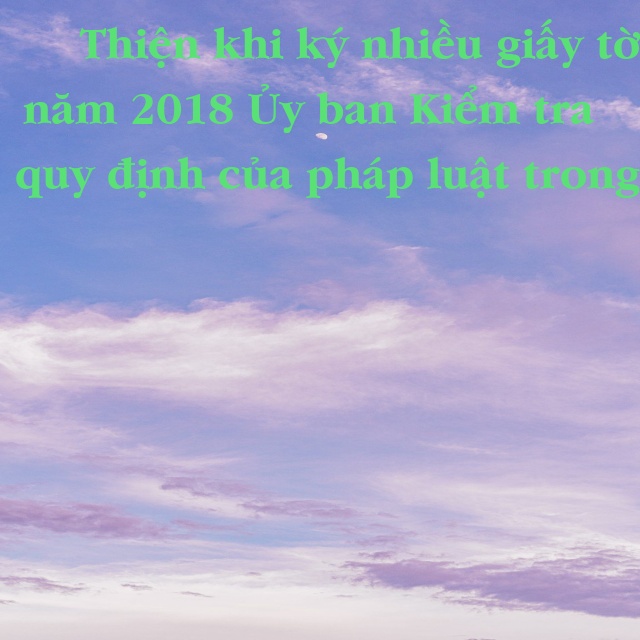 Thiện khi ký nhiều giấy tờ
năm 2018 Ủy ban Kiểm tra
quy định của pháp luật trong